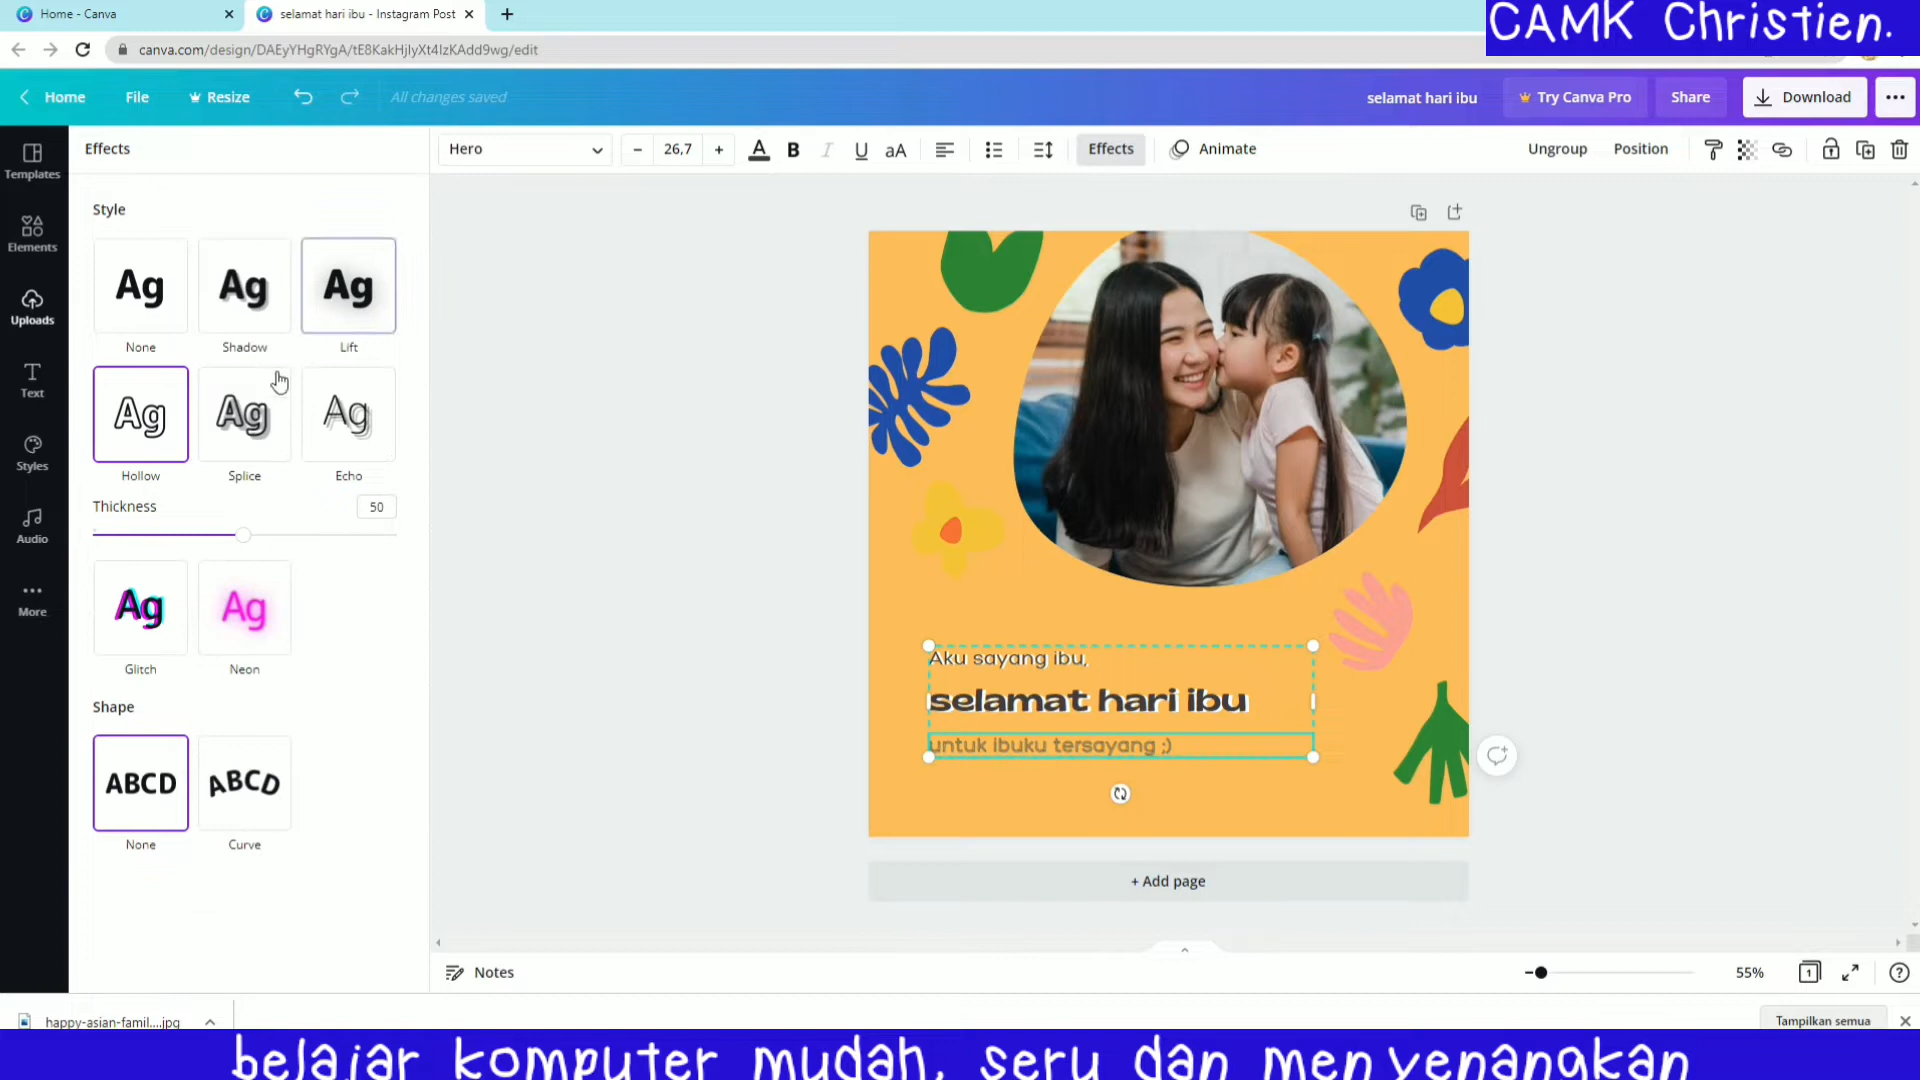 Home - Canva
selamat hari ibu - Instagram Post
CAMK Christien.
canva.com/design/DAEyYHgRYgA/tE8KakHjlyXt4IzKAdd9wg/edit
Home File Resize All changes saved selamat hari ibu Try Canva Pro Share Download
Effects Hero 26,7 A B I U aA Effects Animate Ungroup Position
Templates
Elements
Uploads
Text
Styles
Audio
More
Style
Ag Ag Ag
None Shadow Lift
Ag Ag Ag
Hollow Splice Echo
Thickness 50
Ag Ag
Glitch Neon
Shape
ABCD ABCD
None Curve
Aku sayang ibu,
selamat hari ibu
untuk ibuku tersayang ;)
+ Add page
Notes 55% 1
happy-asian-famil....jpg Tampilkan semua
belajar komputer mudah, seru dan menyenangkan